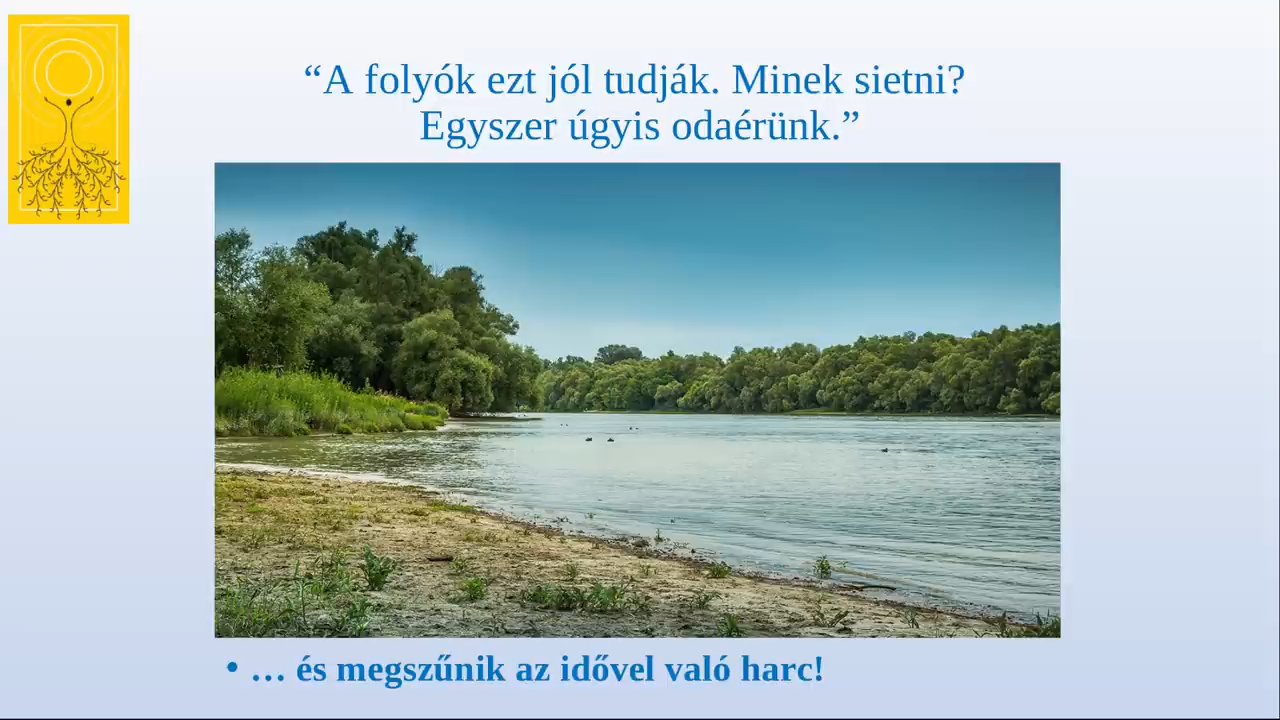 “A folyók ezt jól tudják. Minek sietni?
Egyszer úgyis odaérünk.”
• … és megszűnik az idővel való harc!